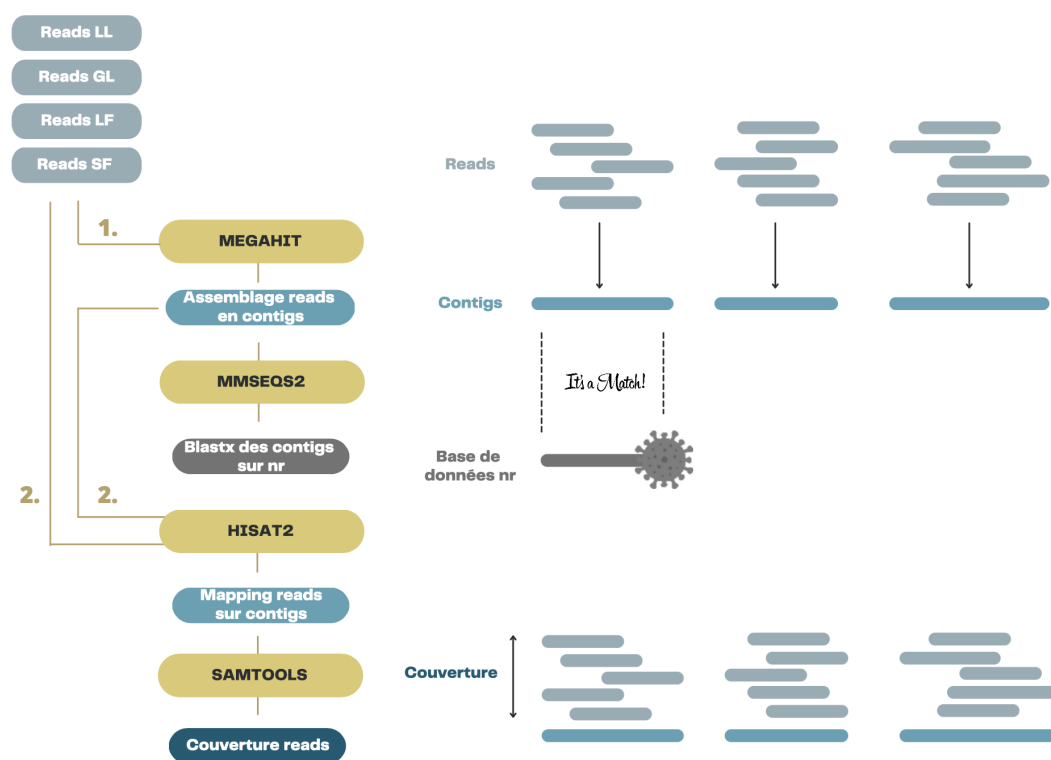 Reads LL
Reads GL
Reads LF
Reads SF
1.
MEGAHIT
Assemblage reads
en contigs
MMSEQS2
Blastx des contigs
sur nr
2.
2.
HISAT2
Mapping reads
sur contigs
SAMTOOLS
Couverture reads
Reads
Contigs
It's a Match!
Base de
données nr
Couverture